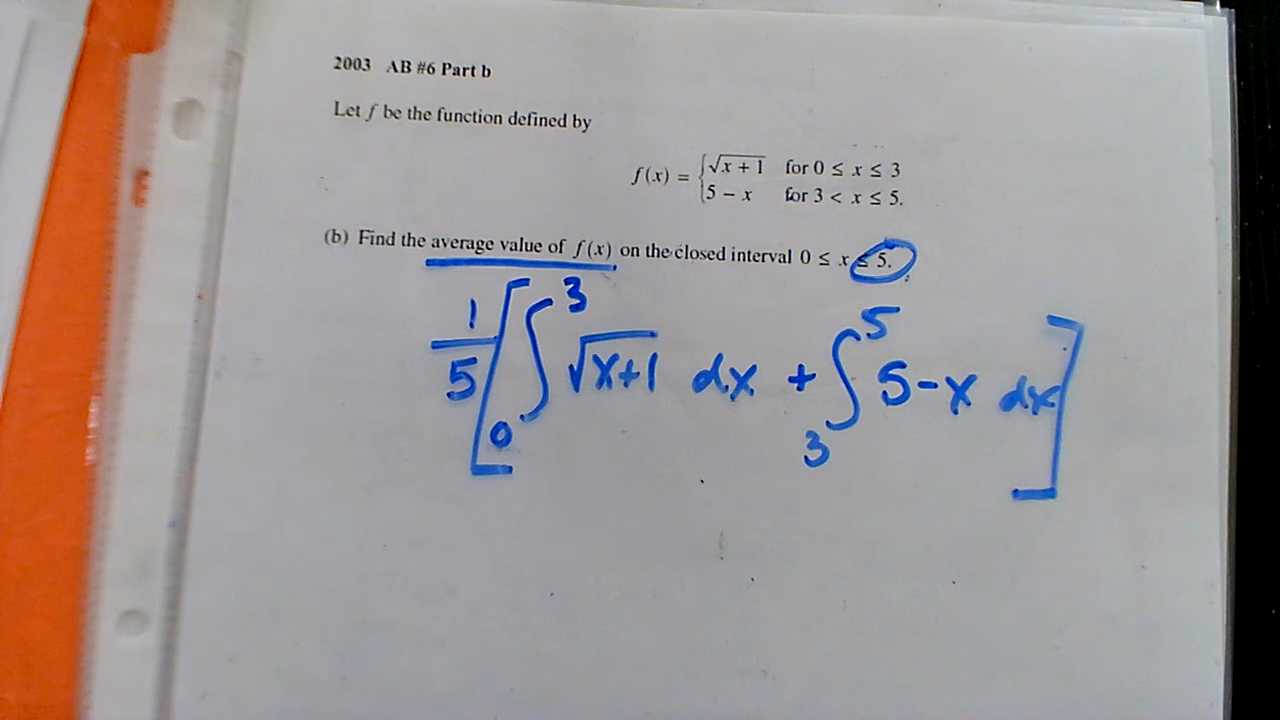 2003 AB #6 Part b
Let f be the function defined by
f(x) = { √(x + 1) for 0 ≤ x ≤ 3
5 − x for 3 < x ≤ 5.
(b) Find the average value of f(x) on the closed interval 0 ≤ x ≤ 5.
1/5 [ ∫₀³ √(x+1) dx + ∫₃⁵ 5-x dx ]